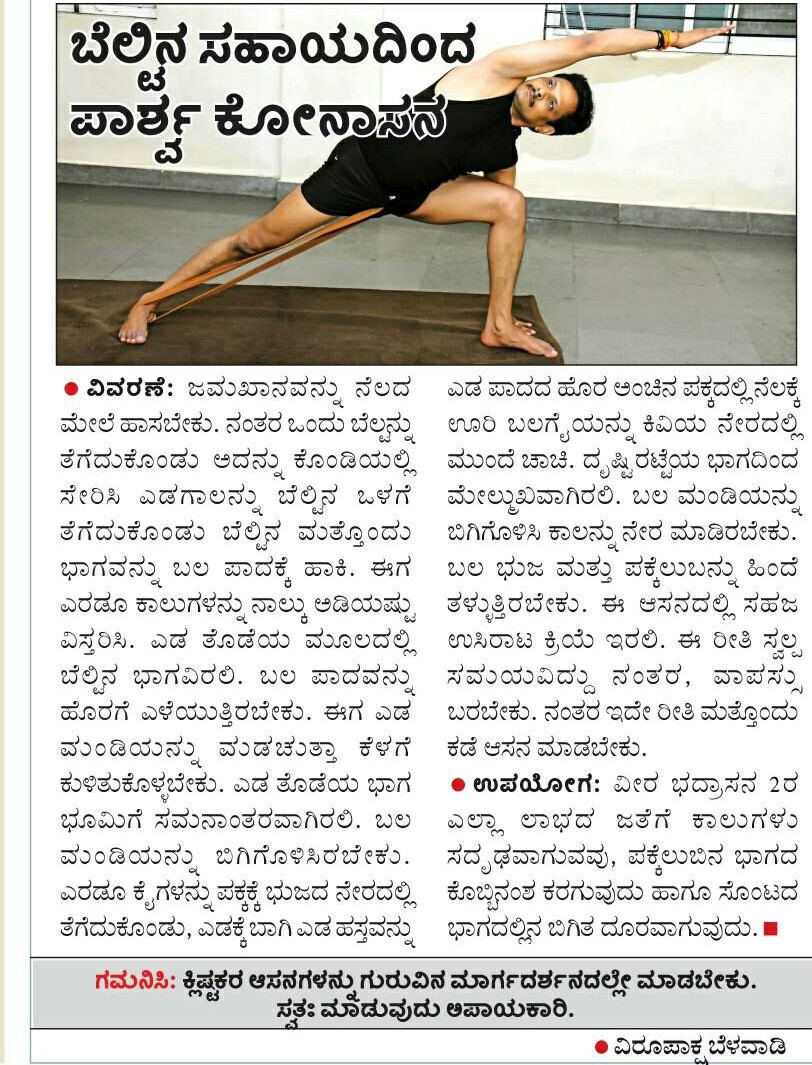 ಬೆಲ್ಟಿನ ಸಹಾಯದಿಂದ
ಪಾರ್ಶ್ವ ಕೋನಾಸನ
● ವಿವರಣೆ: ಜಮಖಾನವನ್ನು ನೆಲದ
ಮೇಲೆ ಹಾಸಬೇಕು. ನಂತರ ಒಂದು ಬೆಲ್ಟನ್ನು
ತೆಗೆದುಕೊಂಡು ಅದನ್ನು ಕೊಂಡಿಯಲ್ಲಿ
ಸೇರಿಸಿ ಎಡಗಾಲನ್ನು ಬೆಲ್ಟಿನ ಒಳಗೆ
ತೆಗೆದುಕೊಂಡು ಬೆಲ್ಟಿನ ಮತ್ತೊಂದು
ಭಾಗವನ್ನು ಬಲ ಪಾದಕ್ಕೆ ಹಾಕಿ. ಈಗ
ಎರಡೂ ಕಾಲುಗಳನ್ನು ನಾಲ್ಕು ಅಡಿಯಷ್ಟು
ವಿಸ್ತರಿಸಿ. ಎಡ ತೊಡೆಯ ಮೂಲದಲ್ಲಿ
ಬೆಲ್ಟಿನ ಭಾಗವಿರಲಿ. ಬಲ ಪಾದವನ್ನು
ಹೊರಗೆ ಎಳೆಯುತ್ತಿರಬೇಕು. ಈಗ ಎಡ
ಮಂಡಿಯನ್ನು ಮಡಚುತ್ತಾ ಕೆಳಗೆ
ಕುಳಿತುಕೊಳ್ಳಬೇಕು. ಎಡ ತೊಡೆಯ ಭಾಗ
ಭೂಮಿಗೆ ಸಮನಾಂತರವಾಗಿರಲಿ. ಬಲ
ಮಂಡಿಯನ್ನು ಬಿಗಿಗೊಳಿಸಿರಬೇಕು.
ಎರಡೂ ಕೈಗಳನ್ನು ಪಕ್ಕಕ್ಕೆ ಭುಜದ ನೇರದಲ್ಲಿ
ತೆಗೆದುಕೊಂಡು, ಎಡಕ್ಕೆ ಬಾಗಿ ಎಡ ಹಸ್ತವನ್ನು
ಎಡ ಪಾದದ ಹೊರ ಅಂಚಿನ ಪಕ್ಕದಲ್ಲಿ ನೆಲಕ್ಕೆ
ಊರಿ ಬಲಗೈಯನ್ನು ಕಿವಿಯ ನೇರದಲ್ಲಿ
ಮುಂದೆ ಚಾಚಿ. ದೃಷ್ಟಿ ರಟ್ಟೆಯ ಭಾಗದಿಂದ
ಮೇಲ್ಮುಖವಾಗಿರಲಿ. ಬಲ ಮಂಡಿಯನ್ನು
ಬಿಗಿಗೊಳಿಸಿ ಕಾಲನ್ನು ನೇರ ಮಾಡಿರಬೇಕು.
ಬಲ ಭುಜ ಮತ್ತು ಪಕ್ಕೆಲುಬನ್ನು ಹಿಂದೆ
ತಳ್ಳುತ್ತಿರಬೇಕು. ಈ ಆಸನದಲ್ಲಿ ಸಹಜ
ಉಸಿರಾಟ ಕ್ರಿಯೆ ಇರಲಿ. ಈ ರೀತಿ ಸ್ವಲ್ಪ
ಸಮಯವಿದ್ದು ನಂತರ, ವಾಪಸ್ಸು
ಬರಬೇಕು. ನಂತರ ಇದೇ ರೀತಿ ಮತ್ತೊಂದು
ಕಡೆ ಆಸನ ಮಾಡಬೇಕು.
● ಉಪಯೋಗ: ವೀರ ಭದ್ರಾಸನ 2ರ
ಎಲ್ಲಾ ಲಾಭದ ಜತೆಗೆ ಕಾಲುಗಳು
ಸದೃಢವಾಗುವವು, ಪಕ್ಕೆಲುಬಿನ ಭಾಗದ
ಕೊಬ್ಬಿನಂಶ ಕರಗುವುದು ಹಾಗೂ ಸೊಂಟದ
ಭಾಗದಲ್ಲಿನ ಬಿಗಿತ ದೂರವಾಗುವುದು. ■
ಗಮನಿಸಿ: ಕ್ಲಿಷ್ಟಕರ ಆಸನಗಳನ್ನು ಗುರುವಿನ ಮಾರ್ಗದರ್ಶನದಲ್ಲೇ ಮಾಡಬೇಕು.
ಸ್ವತಃ ಮಾಡುವುದು ಅಪಾಯಕಾರಿ.
● ವಿರೂಪಾಕ್ಷ ಬೆಳವಾಡಿ